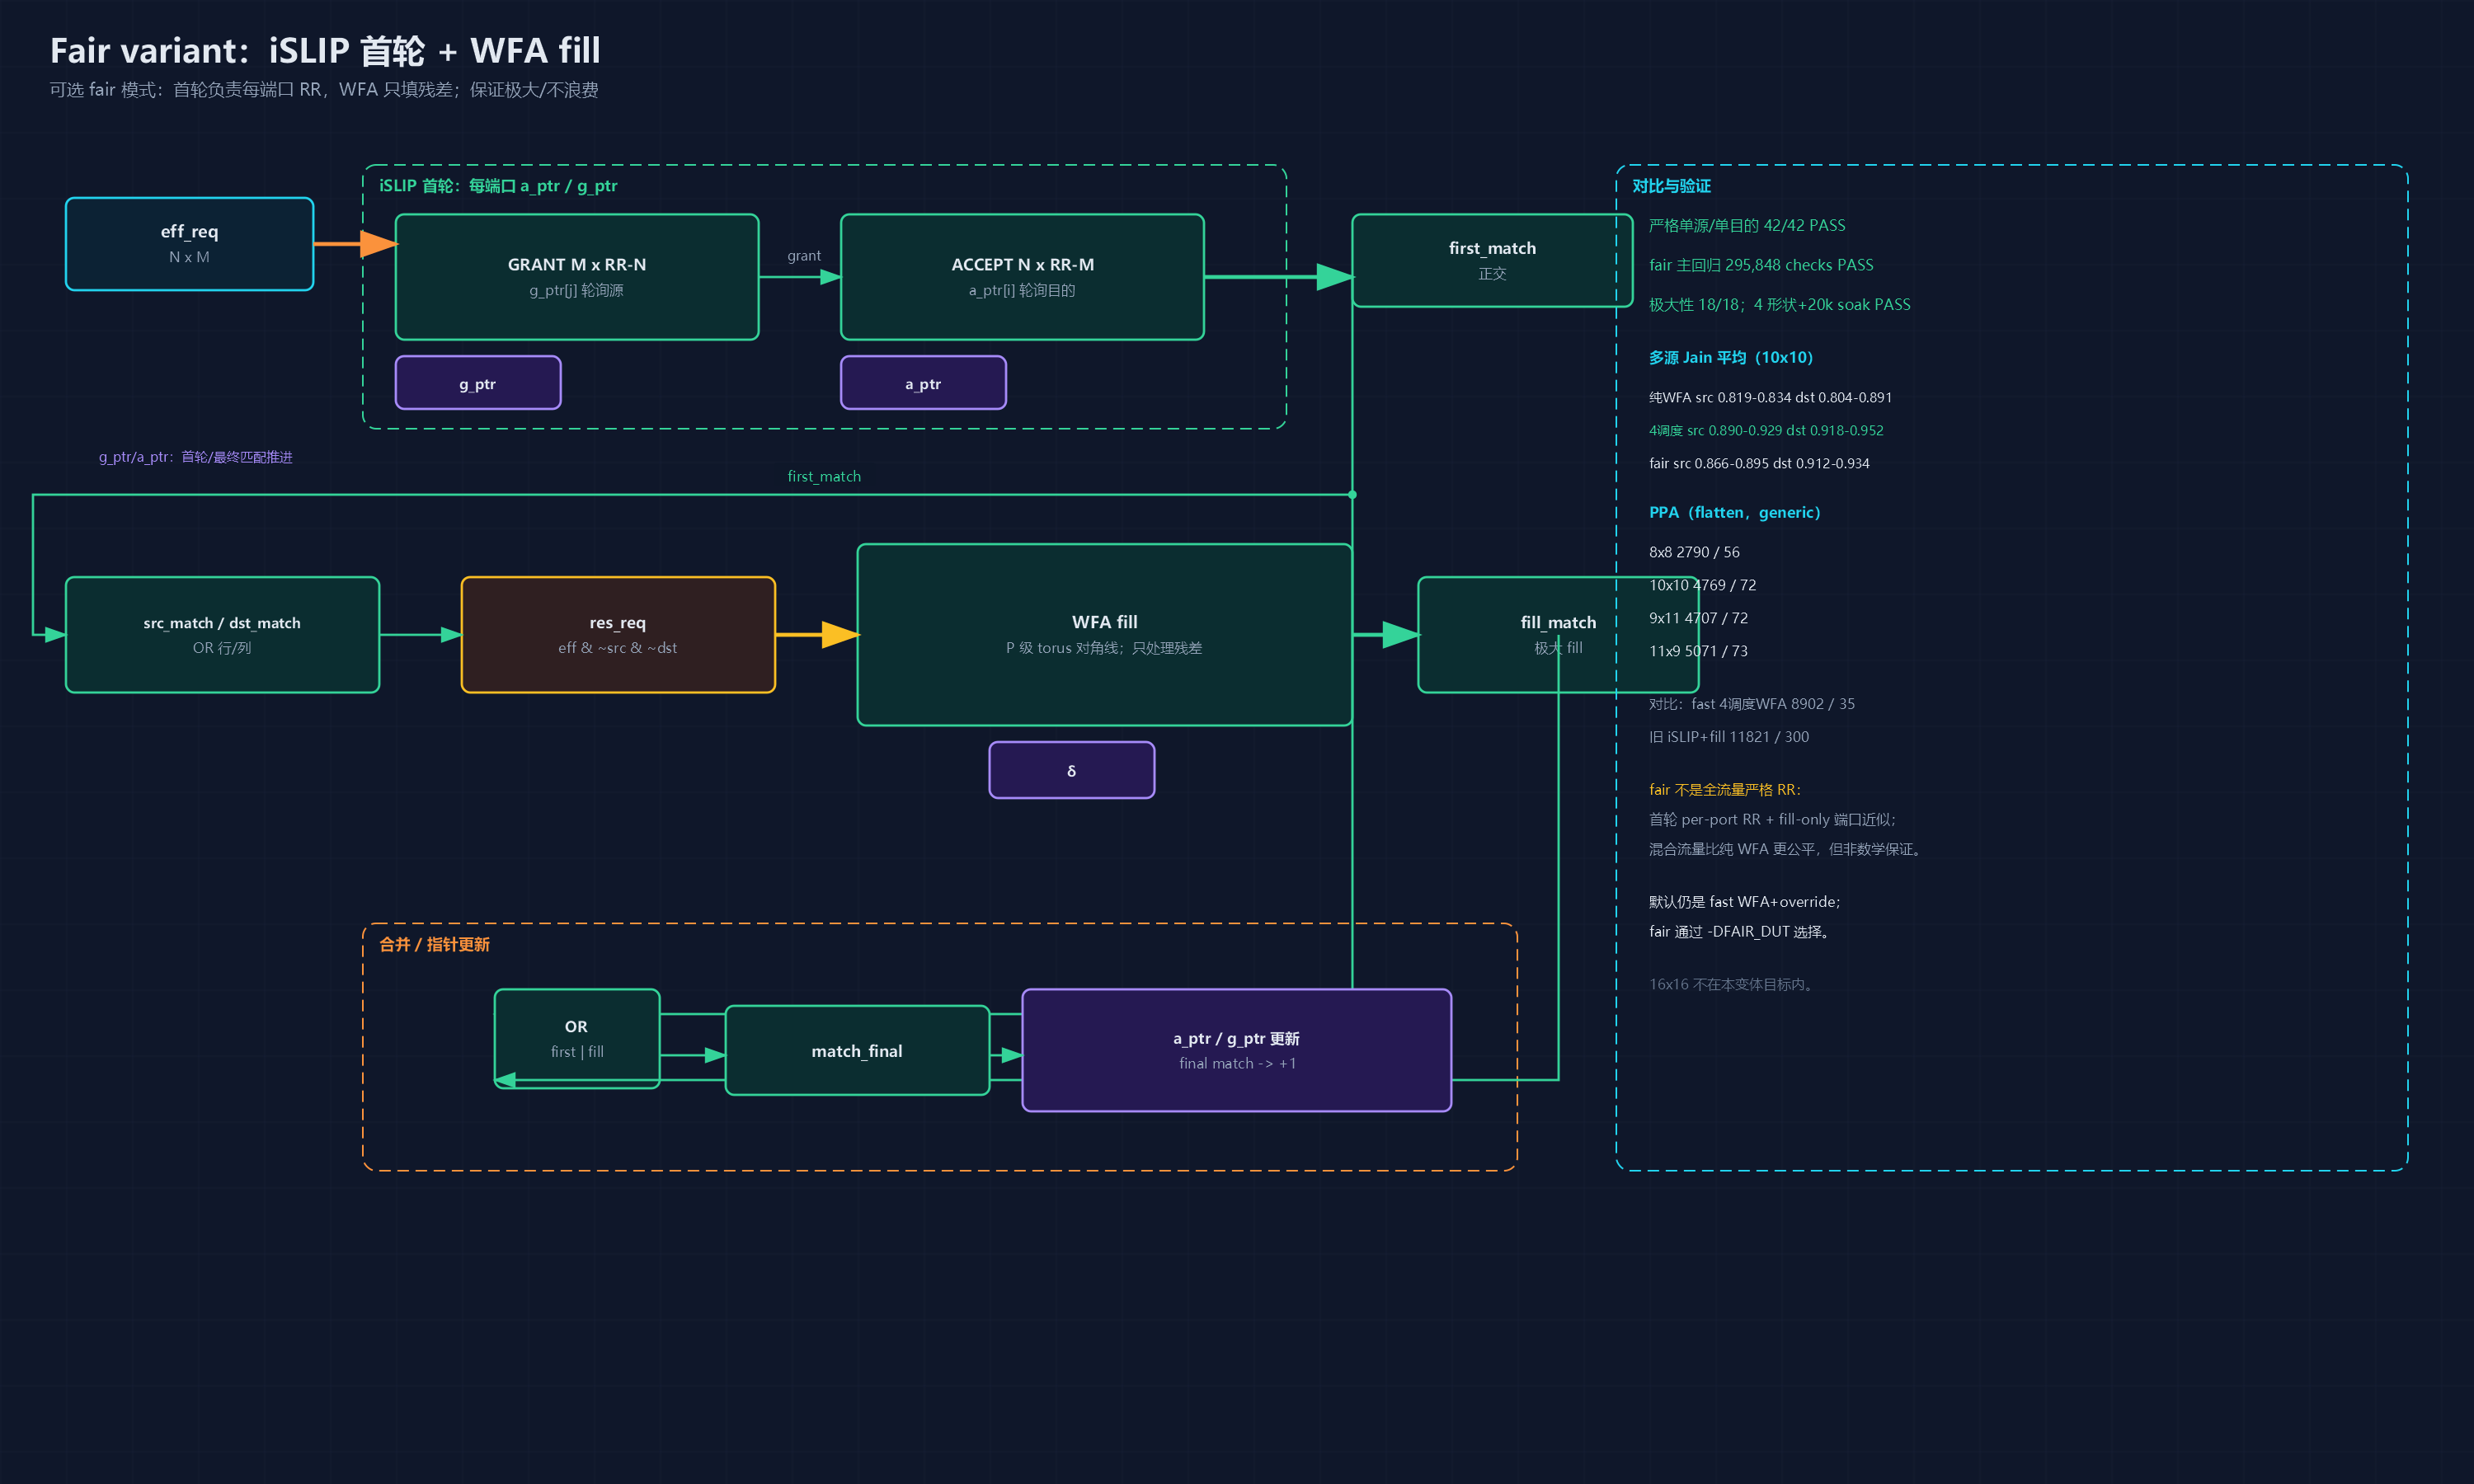 Fair variant：iSLIP 首轮 + WFA fill
可选 fair 模式：首轮负责每端口 RR，WFA 只填残差；保证极大/不浪费
eff_req
N x M
iSLIP 首轮：每端口 a_ptr / g_ptr
GRANT M x RR-N
g_ptr[j] 轮询源
grant
ACCEPT N x RR-M
a_ptr[i] 轮询目的
g_ptr
a_ptr
first_match
正交
g_ptr/a_ptr：首轮/最终匹配推进
first_match
src_match / dst_match
OR 行/列
res_req
eff & ~src & ~dst
WFA fill
P 级 torus 对角线；只处理残差
δ
fill_match
极大 fill
合并 / 指针更新
OR
first | fill
match_final
a_ptr / g_ptr 更新
final match -> +1
对比与验证
严格单源/单目的 42/42 PASS
fair 主回归 295,848 checks PASS
极大性 18/18；4 形状+20k soak PASS
多源 Jain 平均（10x10）
纯WFA src 0.819-0.834 dst 0.804-0.891
4调度 src 0.890-0.929 dst 0.918-0.952
fair src 0.866-0.895 dst 0.912-0.934
PPA（flatten，generic）
8x8 2790 / 56
10x10 4769 / 72
9x11 4707 / 72
11x9 5071 / 73
对比：fast 4调度WFA 8902 / 35
旧 iSLIP+fill 11821 / 300
fair 不是全流量严格 RR：
首轮 per-port RR + fill-only 端口近似；
混合流量比纯 WFA 更公平，但非数学保证。
默认仍是 fast WFA+override；
fair 通过 -DFAIR_DUT 选择。
16x16 不在本变体目标内。